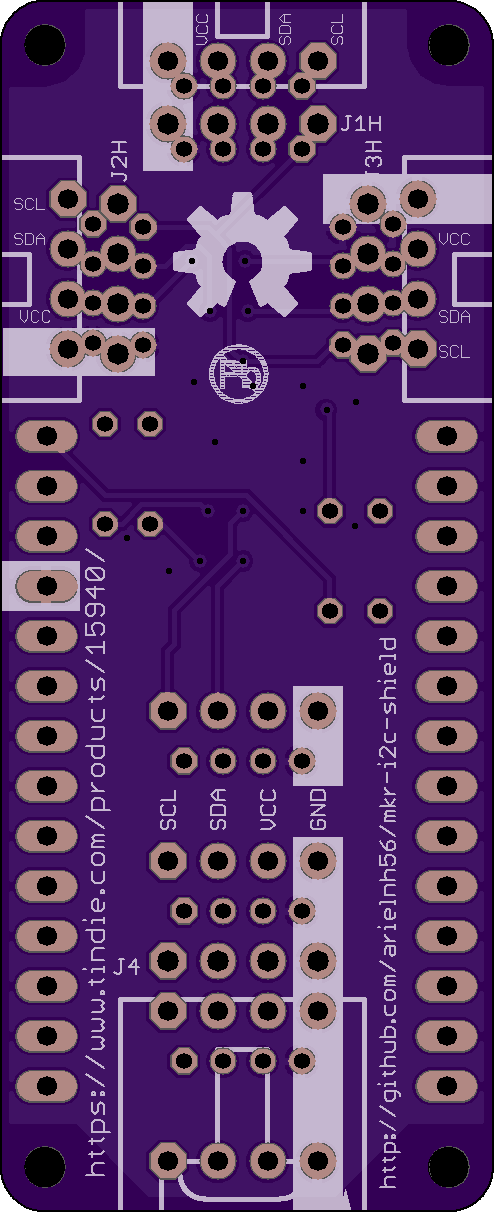 VCC
SDA
SCL
J1H
J2H
J3H
SCL
SDA
VCC
VCC
SDA
SCL
https://www.tindie.com/products/15940/
http://github.com/arielnh56/mkr-i2c-shield
SCL
SDA
VCC
GND
J4